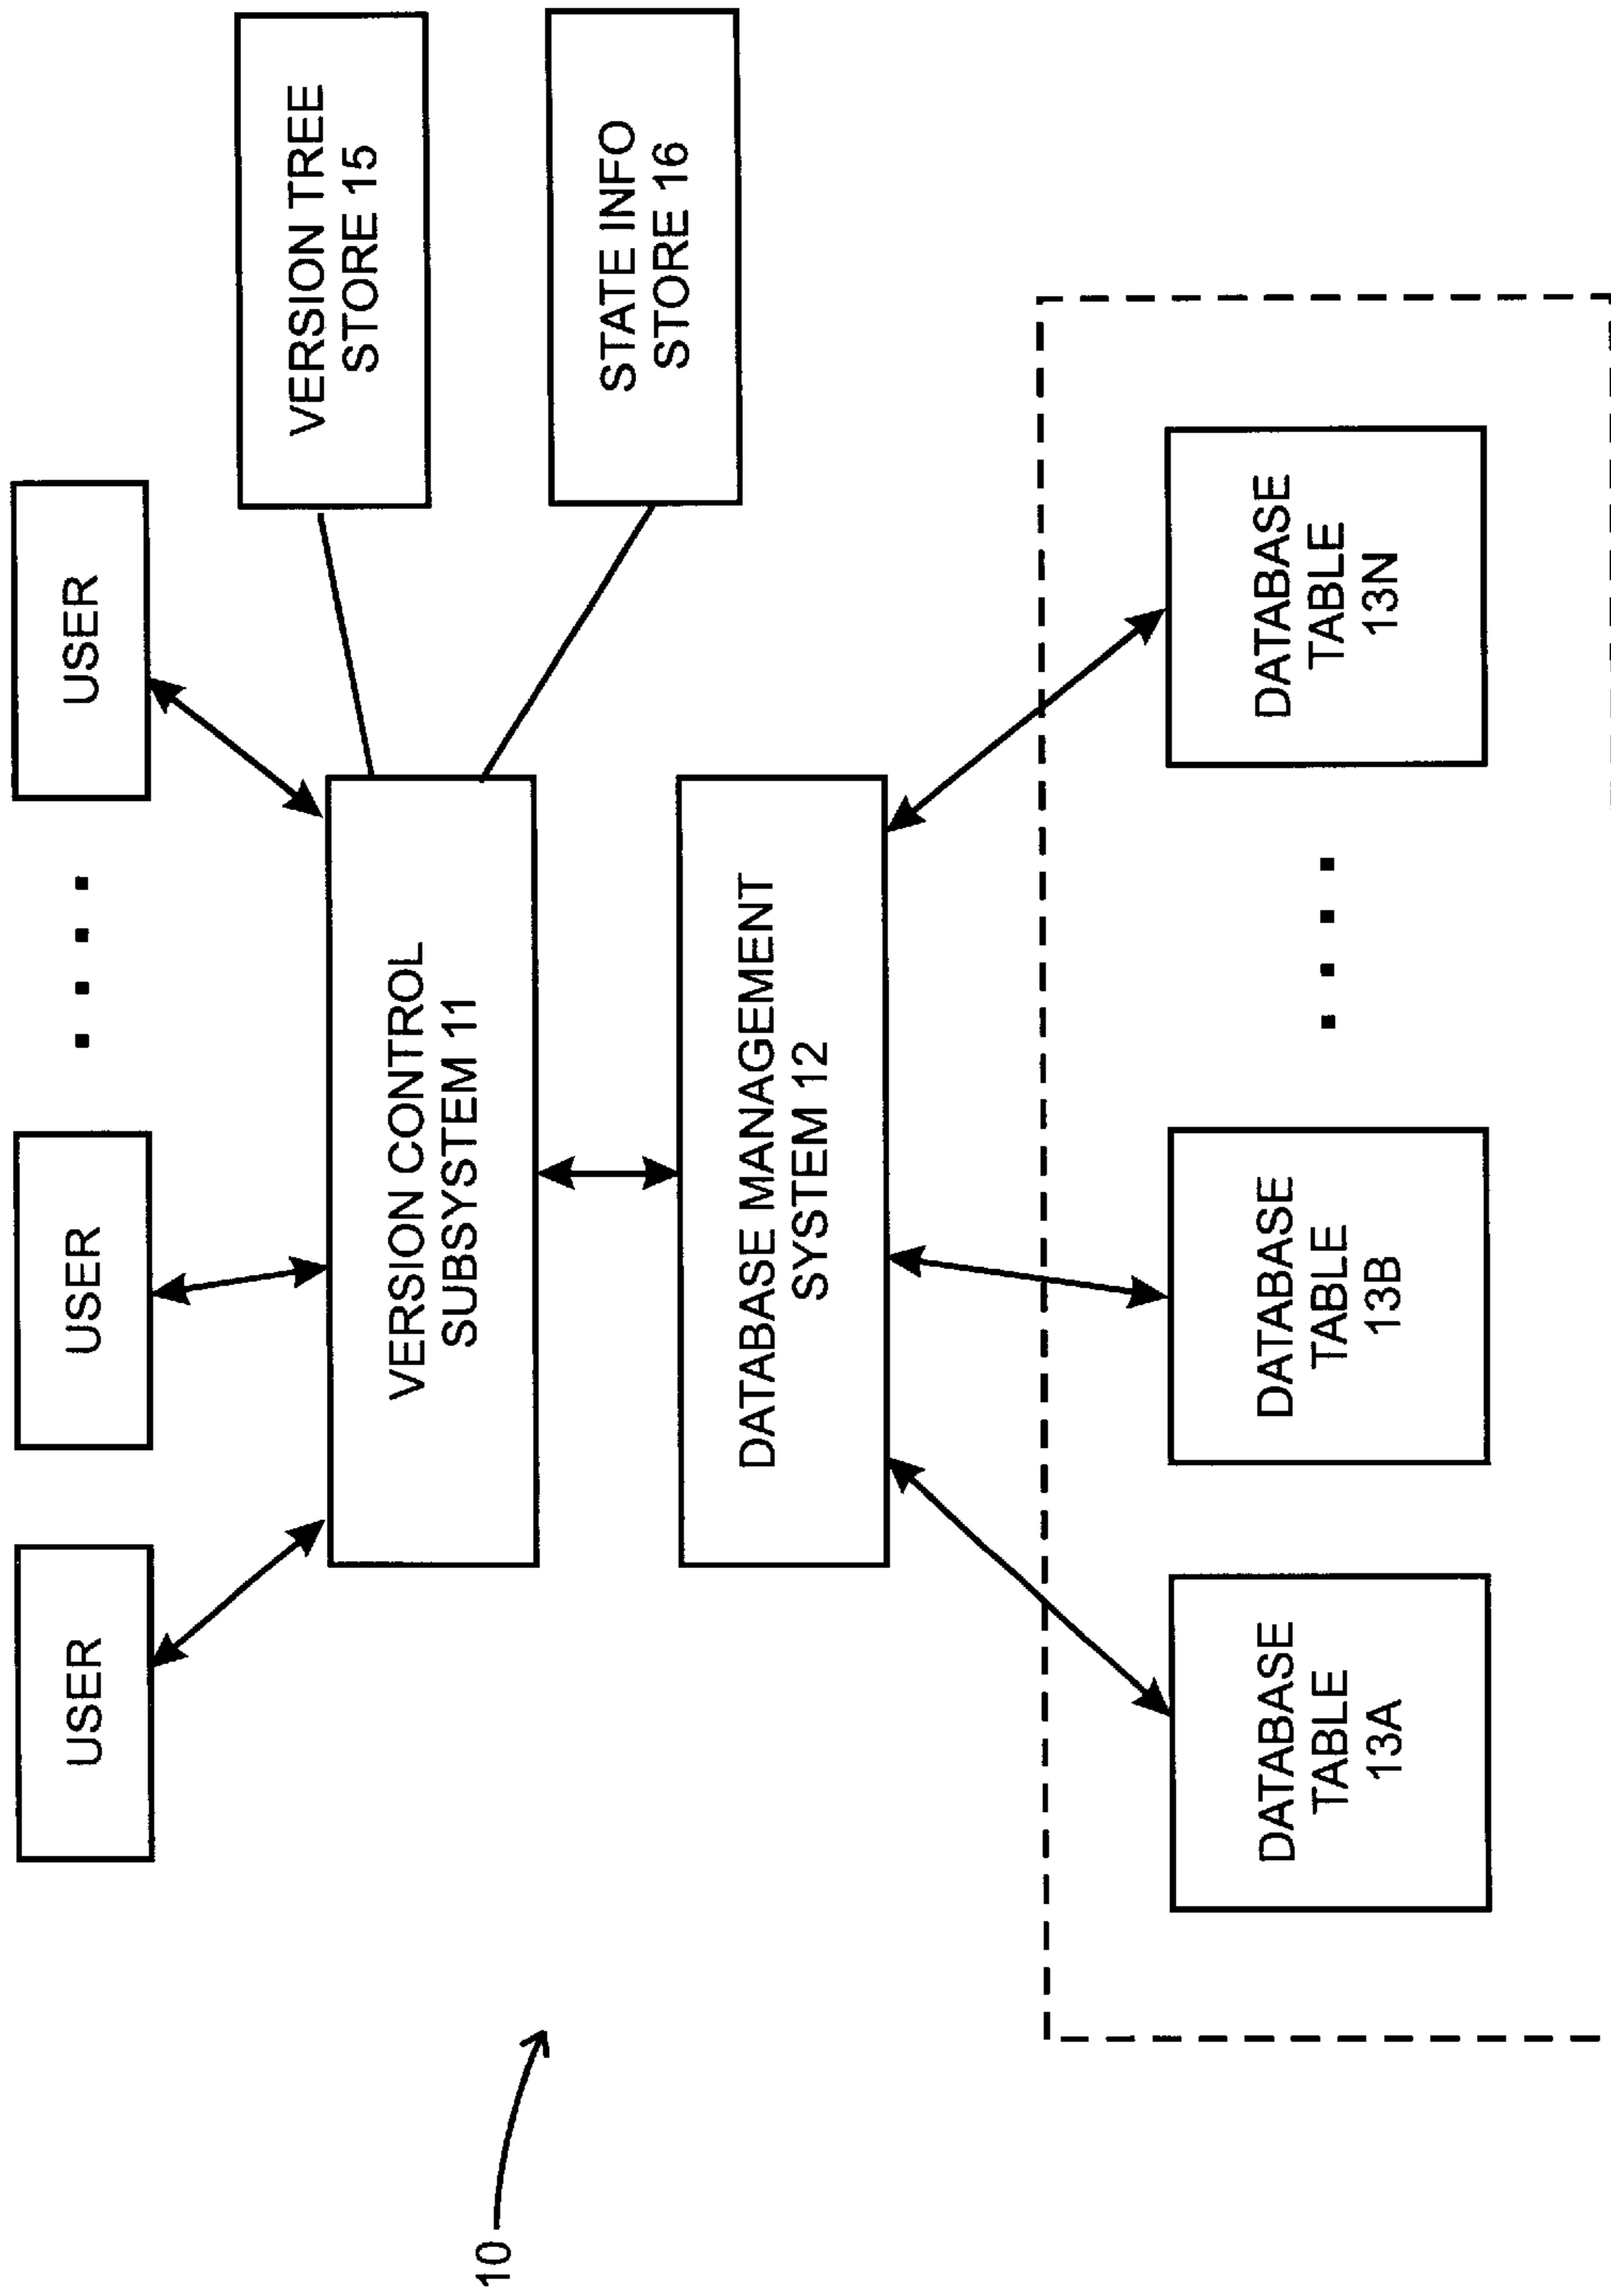 USER
USER
USER
VERSION TREE
STORE 15
VERSION CONTROL
SUBSYSTEM 11
STATE INFO
STORE 16
10
DATABASE MANAGEMENT
SYSTEM 12
DATABASE
TABLE
13A
DATABASE
TABLE
13B
DATABASE
TABLE
13N